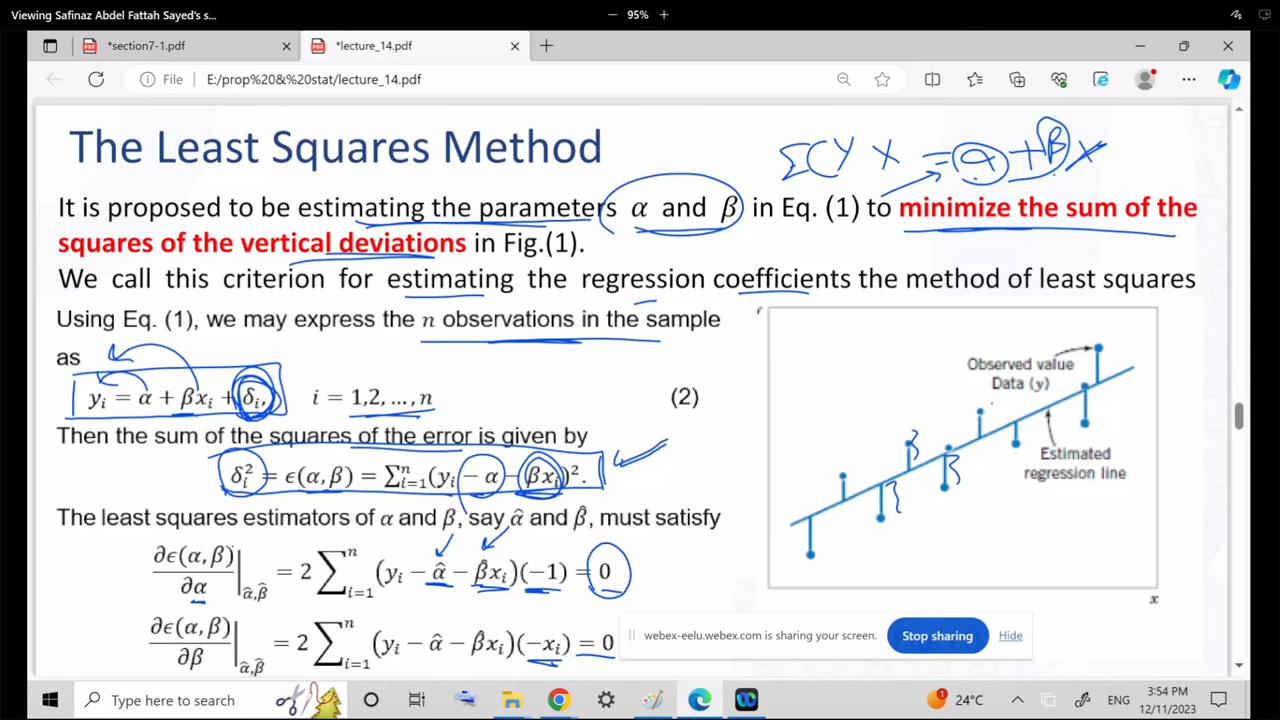 Viewing Safinaz Abdel Fattah Sayed's s...
95%
*section7-1.pdf
*lecture_14.pdf
File
E:/prop%20&%20stat/lecture_14.pdf
The Least Squares Method
Σ(y x = α + βx
It is proposed to be estimating the parameters α and β in Eq. (1) to minimize the sum of the
squares of the vertical deviations in Fig.(1).
We call this criterion for estimating the regression coefficients the method of least squares
Using Eq. (1), we may express the n observations in the sample
as
yᵢ = α + βxᵢ + δᵢ, i = 1,2, ..., n (2)
Then the sum of the squares of the error is given by
δᵢ² = ϵ(α, β) = ∑ⁿᵢ₌₁(yᵢ − α − βxᵢ)².
The least squares estimators of α and β, say α̂ and β̂, must satisfy
∂ϵ(α, β)/∂α |α̂,β̂ = 2 ∑ⁿᵢ₌₁ (yᵢ − α̂ − β̂xᵢ)(−1) = 0
∂ϵ(α, β)/∂β |α̂,β̂ = 2 ∑ⁿᵢ₌₁ (yᵢ − α̂ − β̂xᵢ)(−xᵢ) = 0
Observed value
Data (y)
Estimated
regression line
x
webex-eelu.webex.com is sharing your screen.
Stop sharing
Hide
Type here to search
1
24°C
ENG
3:54 PM
12/11/2023